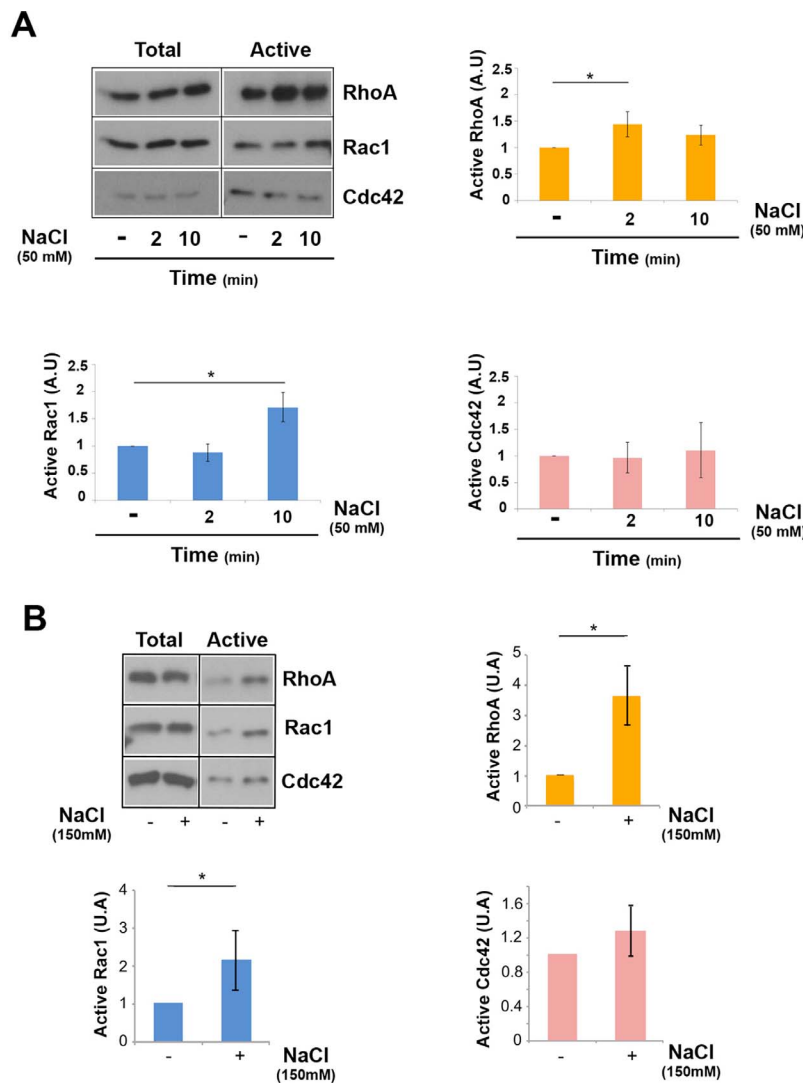 A
Total Active
RhoA
Rac1
Cdc42
NaCl
(50 mM)
- 2 10 - 2 10
Time (min)
Active RhoA (A.U)
2.5
2
1.5
1
0.5
0
*
- 2 10
NaCl
(50 mM)
Time (min)
Active Rac1 (A.U)
2.5
2
1.5
1
0.5
0
*
- 2 10
NaCl
(50 mM)
Time (min)
Active Cdc42 (A.U)
2.5
2
1.5
1
0.5
0
- 2 10
NaCl
(50 mM)
Time (min)
B
Total Active
RhoA
Rac1
Cdc42
NaCl
(150mM)
- + - +
Active RhoA (U.A)
5
4
3
2
1
0
*
- +
NaCl
(150mM)
Active Rac1 (U.A)
4
3
2
1
0
*
- +
NaCl
(150mM)
Active Cdc42 (U.A)
1.6
1.2
0.8
0.4
0
- +
NaCl
(150mM)